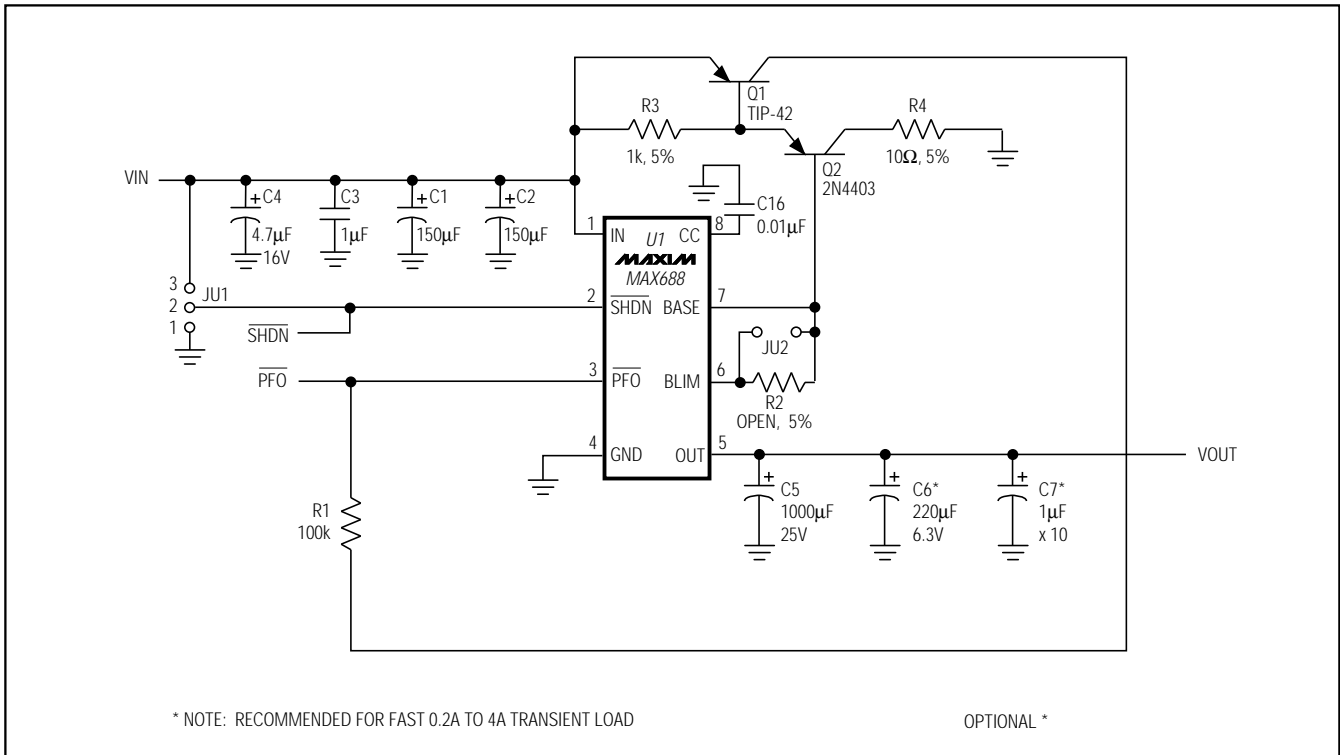 Q1
TIP-42
R3
1k, 5%
R4
10Ω, 5%
Q2
2N4403
VIN
+ C4
4.7µF
16V
C3
1µF
+ C1
150µF
+ C2
150µF
C16
0.01µF
1
IN
U1
CC
8
MAXIM
MAX688
3
2
1
JU1
2
SHDN
BASE
7
SHDN
JU2
PFO
3
PFO
BLIM
6
R2
OPEN, 5%
4
GND
OUT
5
VOUT
R1
100k
+
C5
1000µF
25V
+
C6*
220µF
6.3V
+
C7*
1µF
x 10
* NOTE: RECOMMENDED FOR FAST 0.2A TO 4A TRANSIENT LOAD
OPTIONAL *